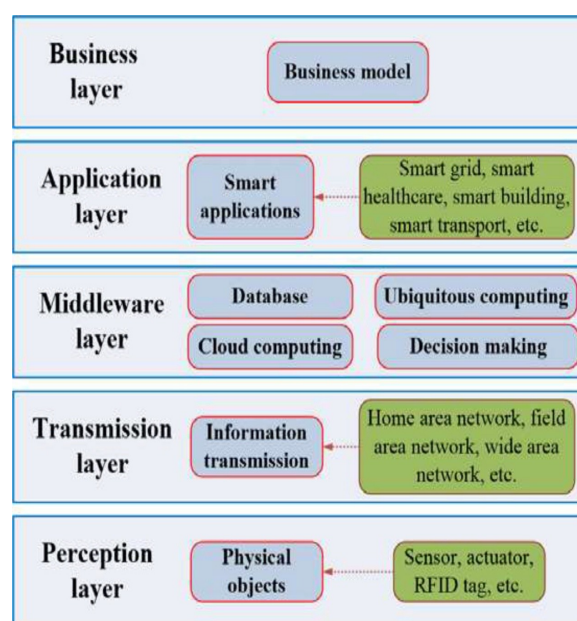 Business
layer
Business model
Application
layer
Smart
applications
Smart grid, smart
healthcare, smart building,
smart transport, etc.
Middleware
layer
Database
Ubiquitous computing
Cloud computing
Decision making
Transmission
layer
Information
transmission
Home area network, field
area network, wide area
network, etc.
Perception
layer
Physical
objects
Sensor, actuator,
RFID tag, etc.